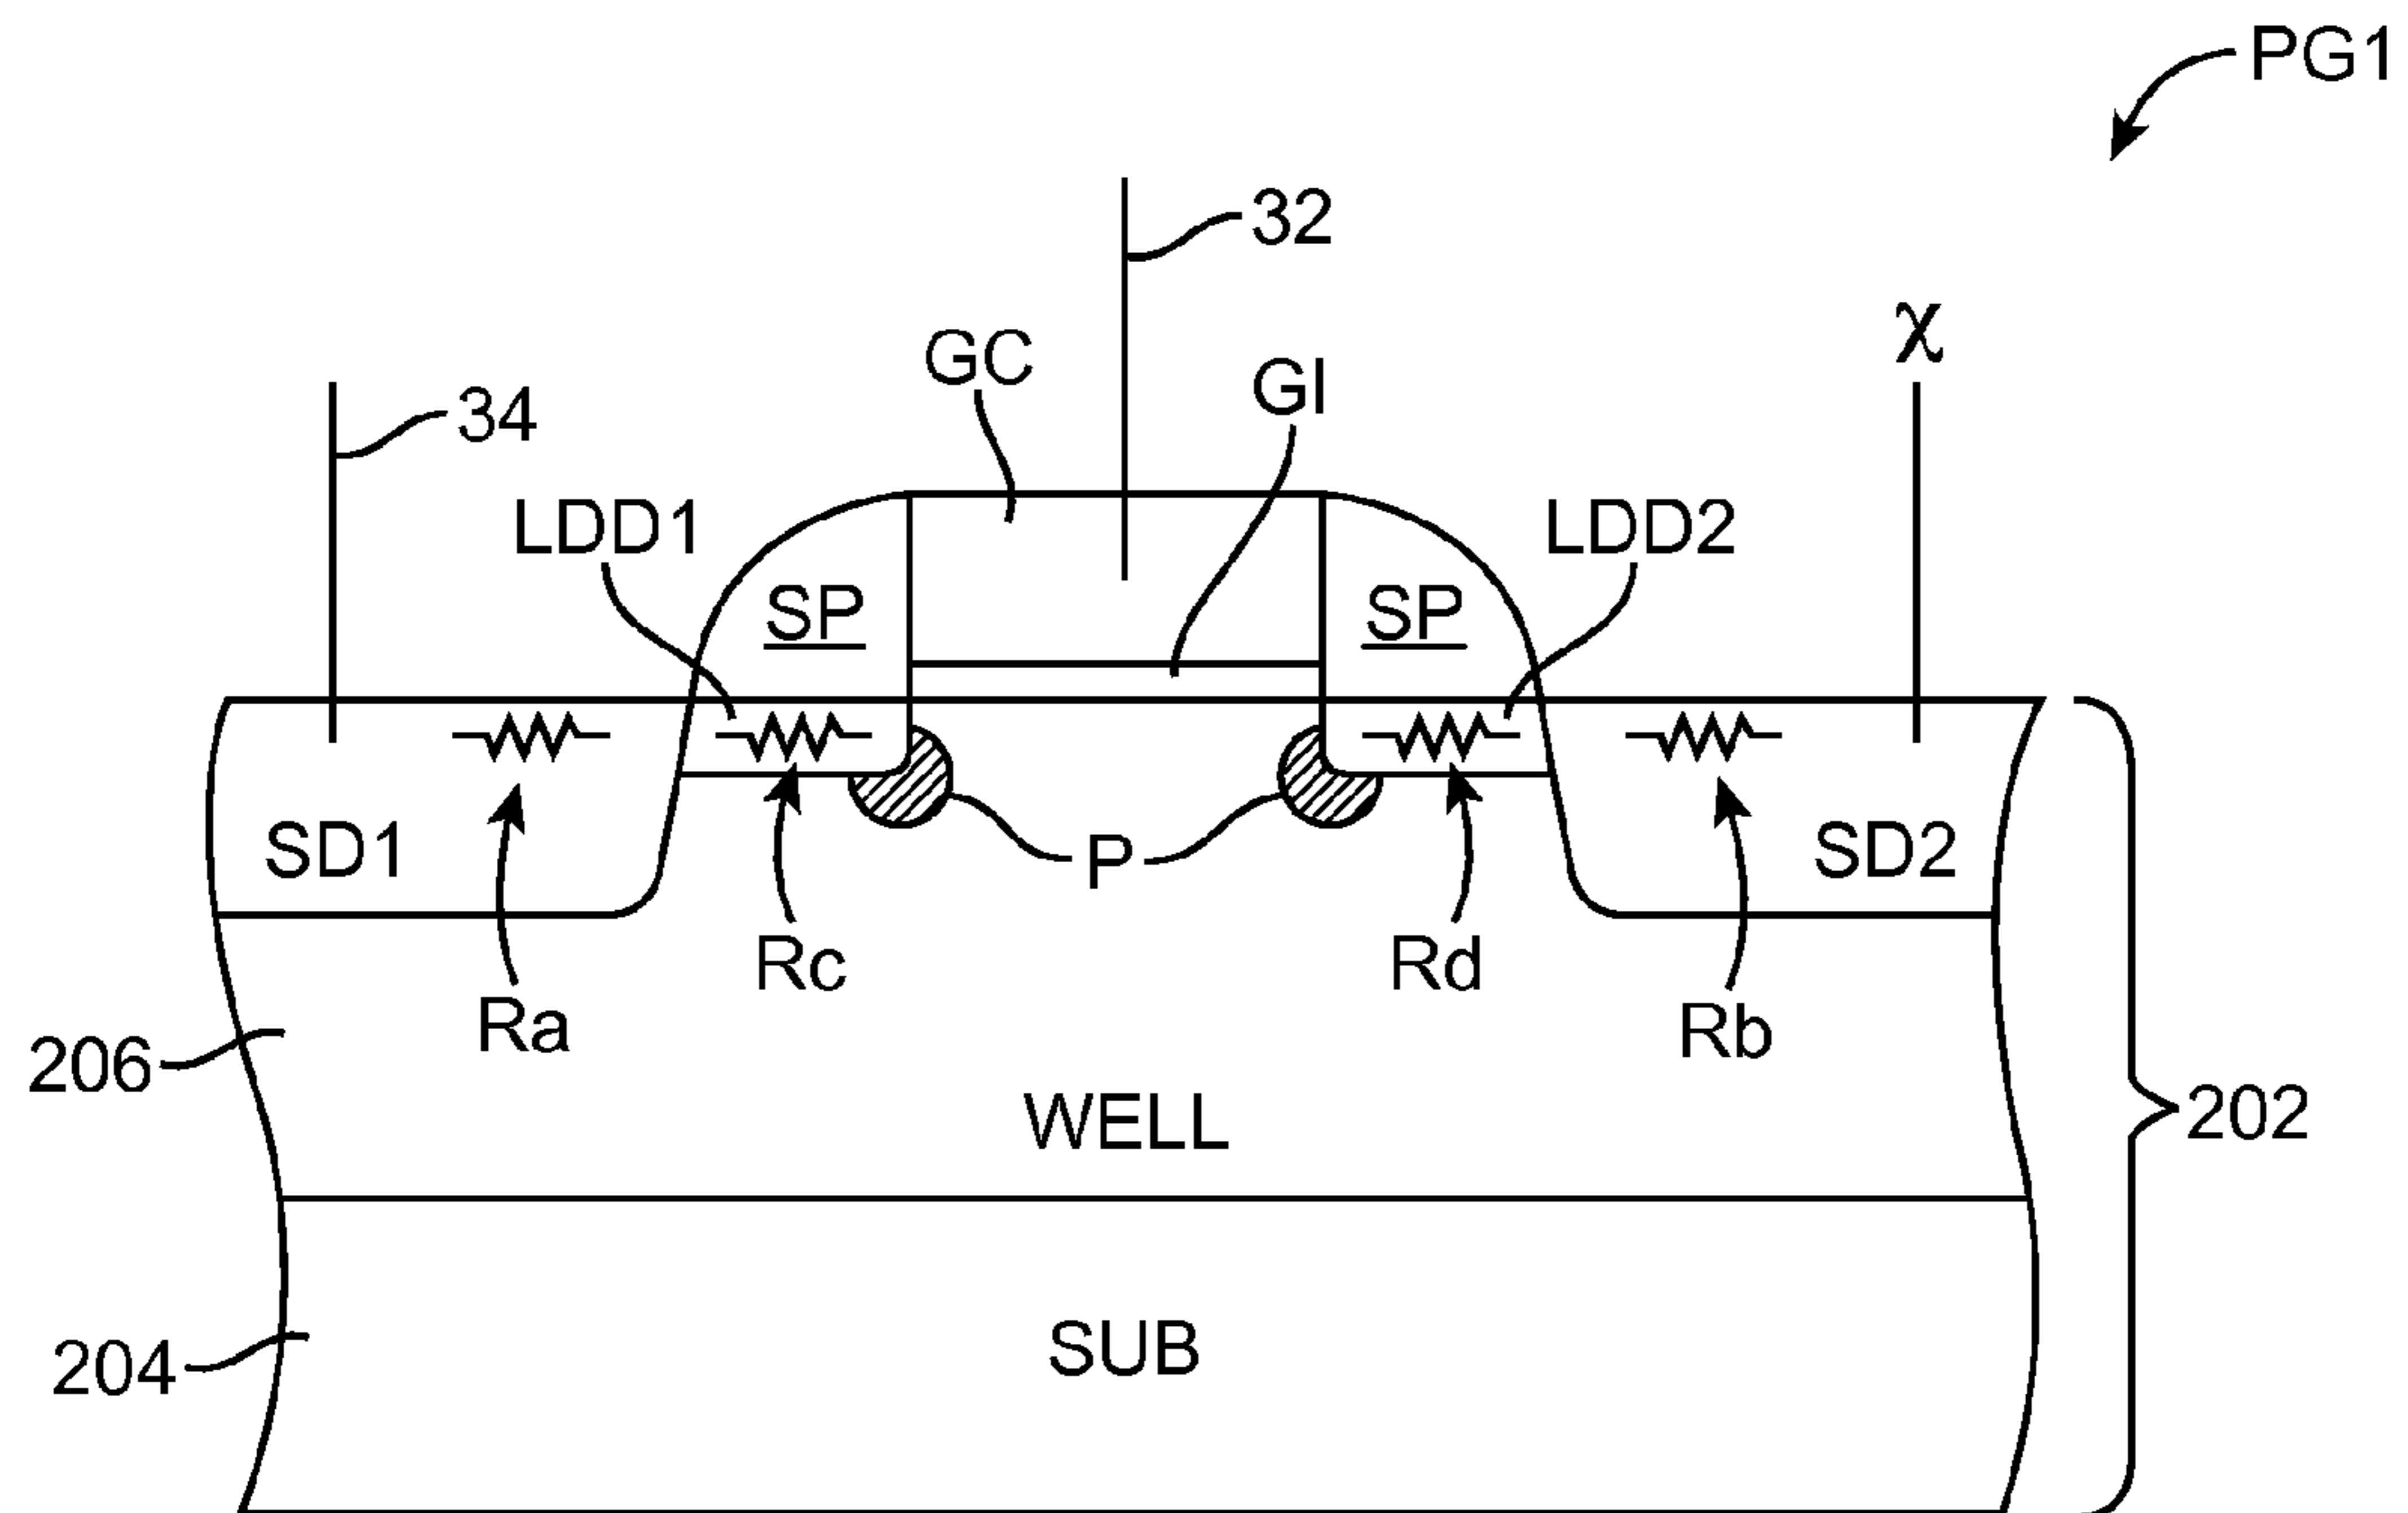 PG1
32
χ
GC
GI
34
LDD1
LDD2
SP
SP
SD1
P
SD2
Rc
Rd
Ra
Rb
206
WELL
202
204
SUB